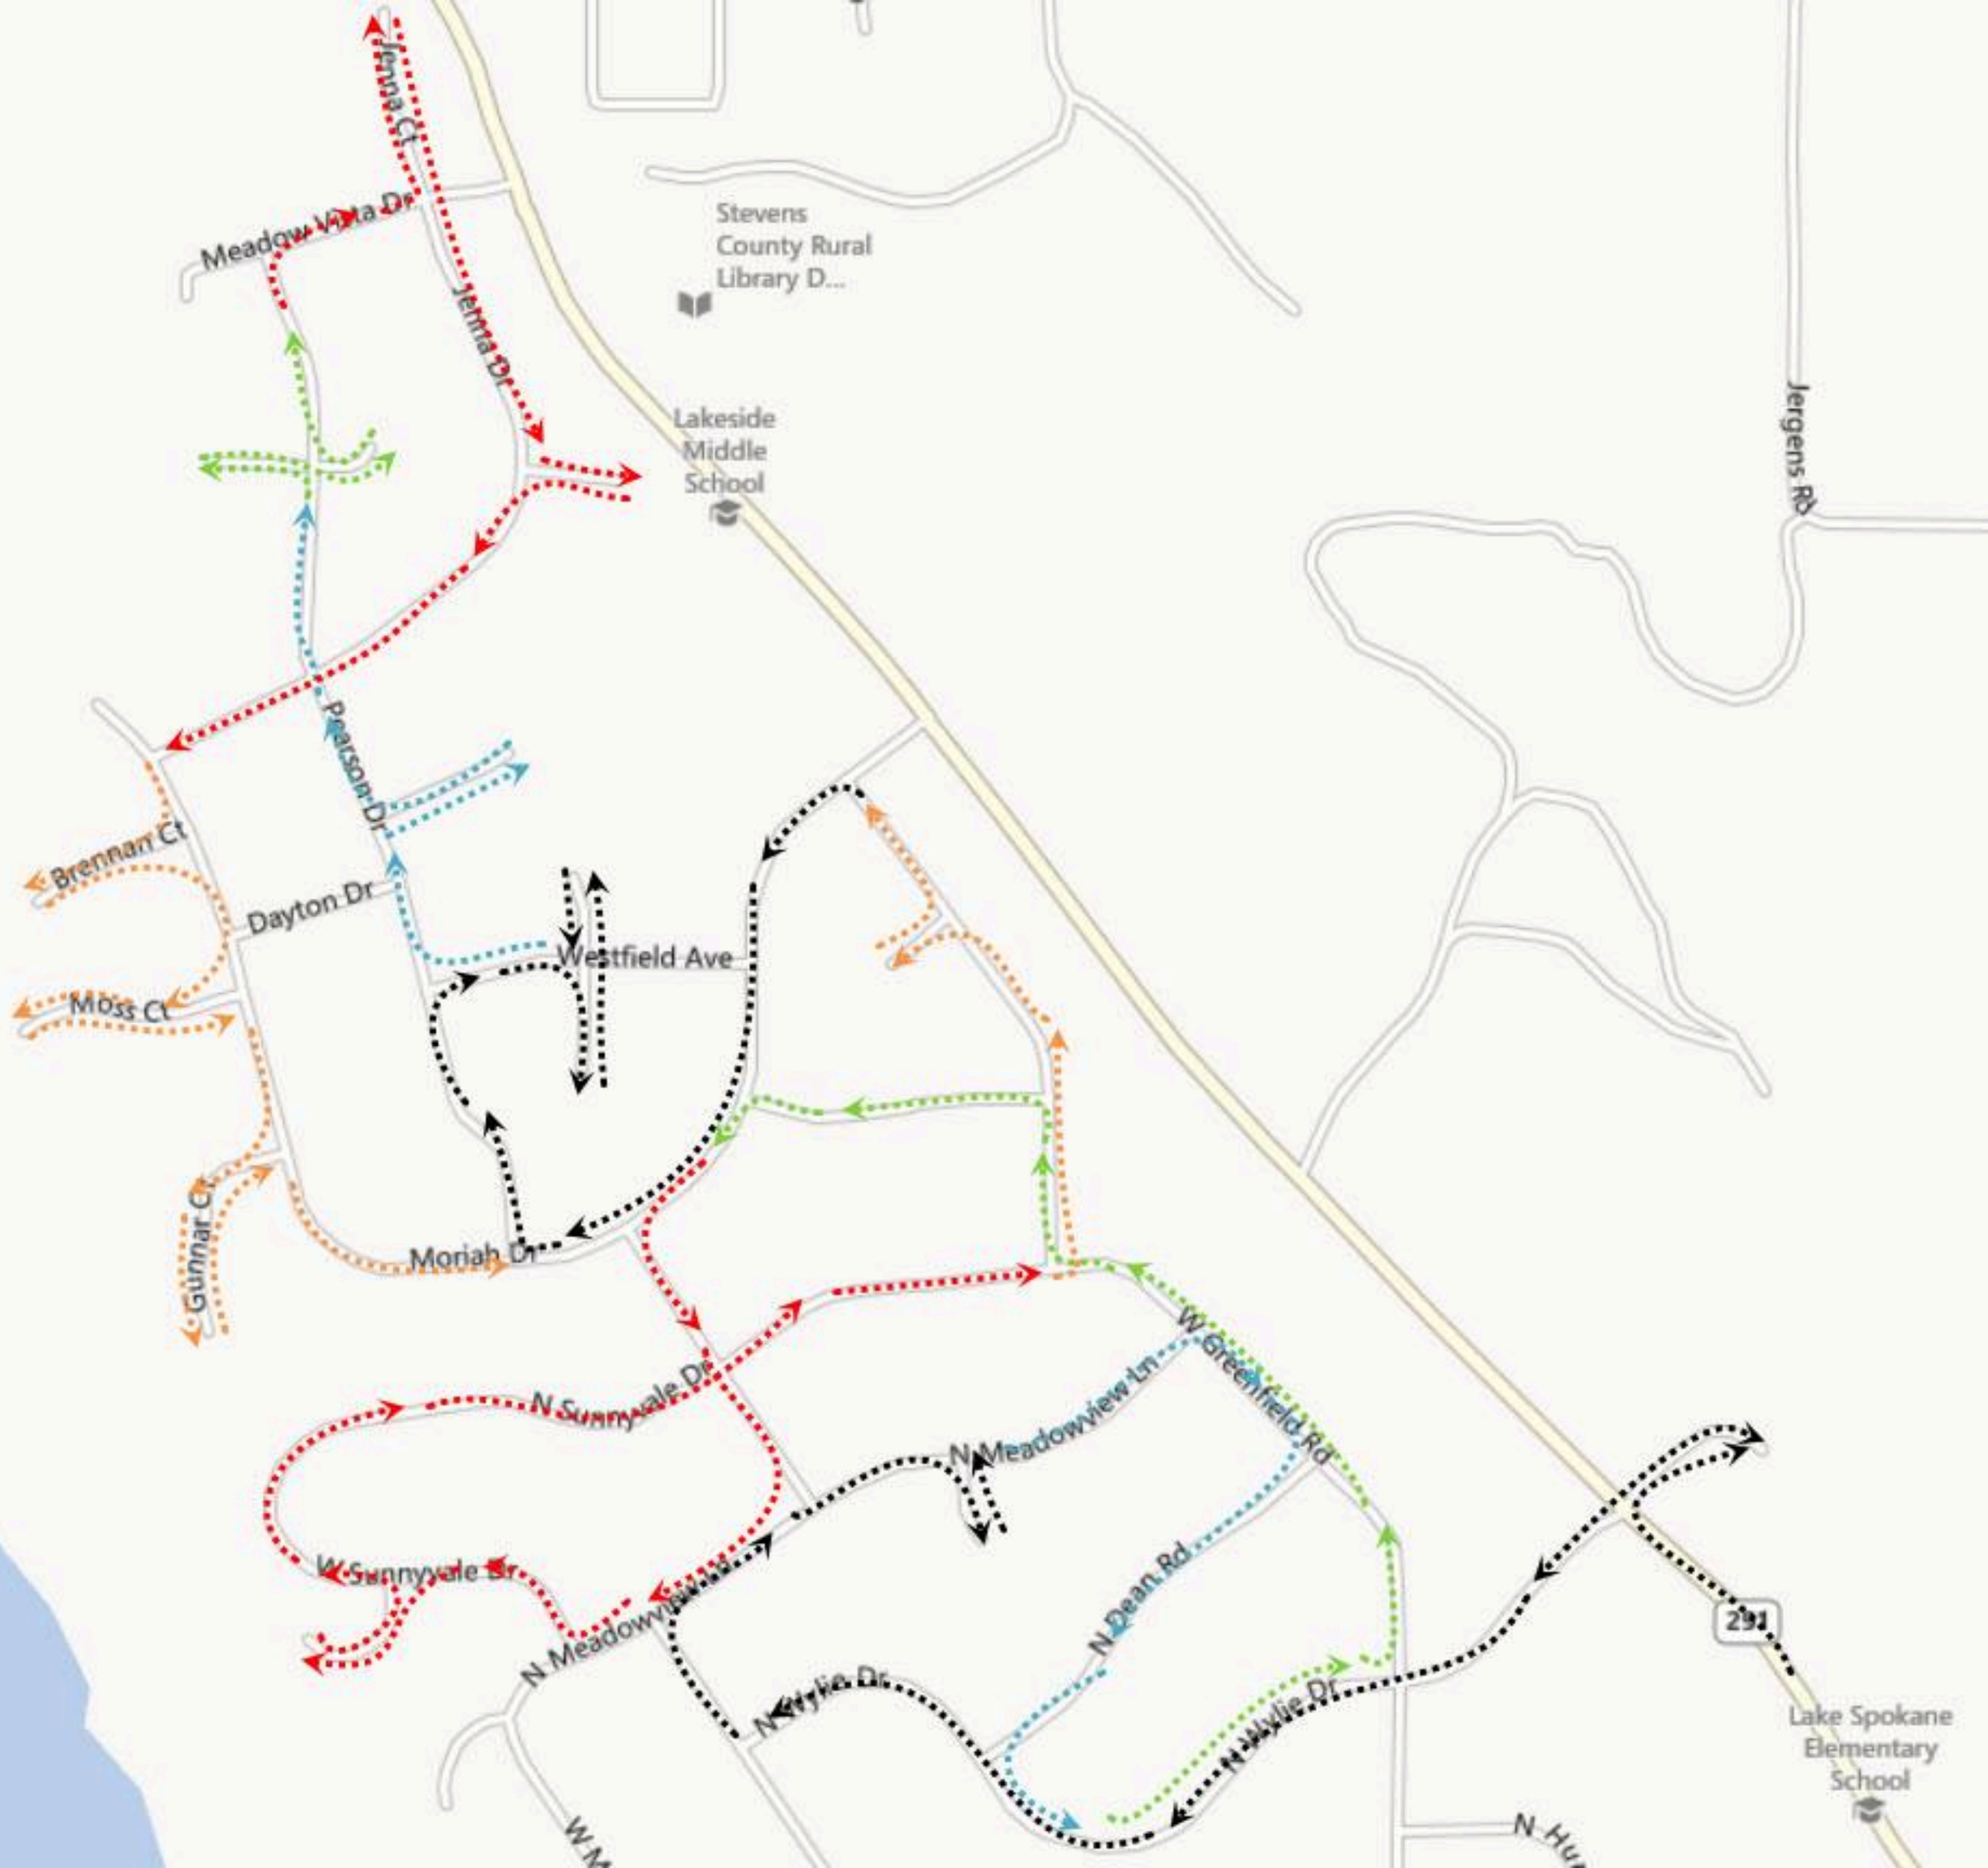 Jenna Ct
Meadow Vista Dr
Stevens
County Rural
Library D...
Jenna Dr
Lakeside
Middle
School
Jergens Rd
Pearson Dr
Brennan Ct
Dayton Dr
Westfield Ave
Moss Ct
Gunnar Ct
Moriah Dr
W Greenfield Rd
N Sunnyvale Dr
N Meadowview Ln
W Sunnyvale Dr
N Meadowview Ln
N Dean Rd
291
N Wylie Dr
N Wylie Dr
Lake Spokane
Elementary
School
W M
N Hu